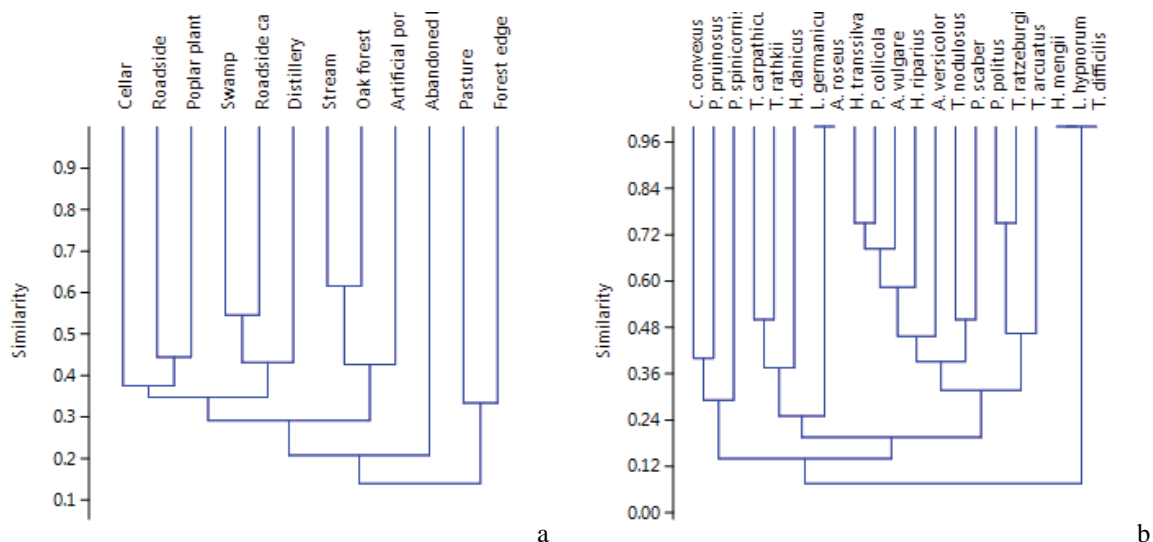 Cellar
Roadside
Poplar plant
Swamp
Roadside ca
Distillery
Stream
Oak forest
Artificial por
Abandoned l
Pasture
Forest edge
Similarity
0.9
0.8
0.7
0.6
0.5
0.4
0.3
0.2
0.1
a
C. convexus
P. pruinosus
P. spinicornis
T. carpathicu
T. rathkii
H. danicus
L. germanicu
A. roseus
H. transsilva
P. collicola
A. vulgare
H. riparius
A. versicolor
T. nodulosus
P. scaber
P. politus
T. ratzeburgi
T. arcuatus
H. mengii
L. hypnorum
T. difficilis
Similarity
0.96
0.84
0.72
0.60
0.48
0.36
0.24
0.12
0.00
b